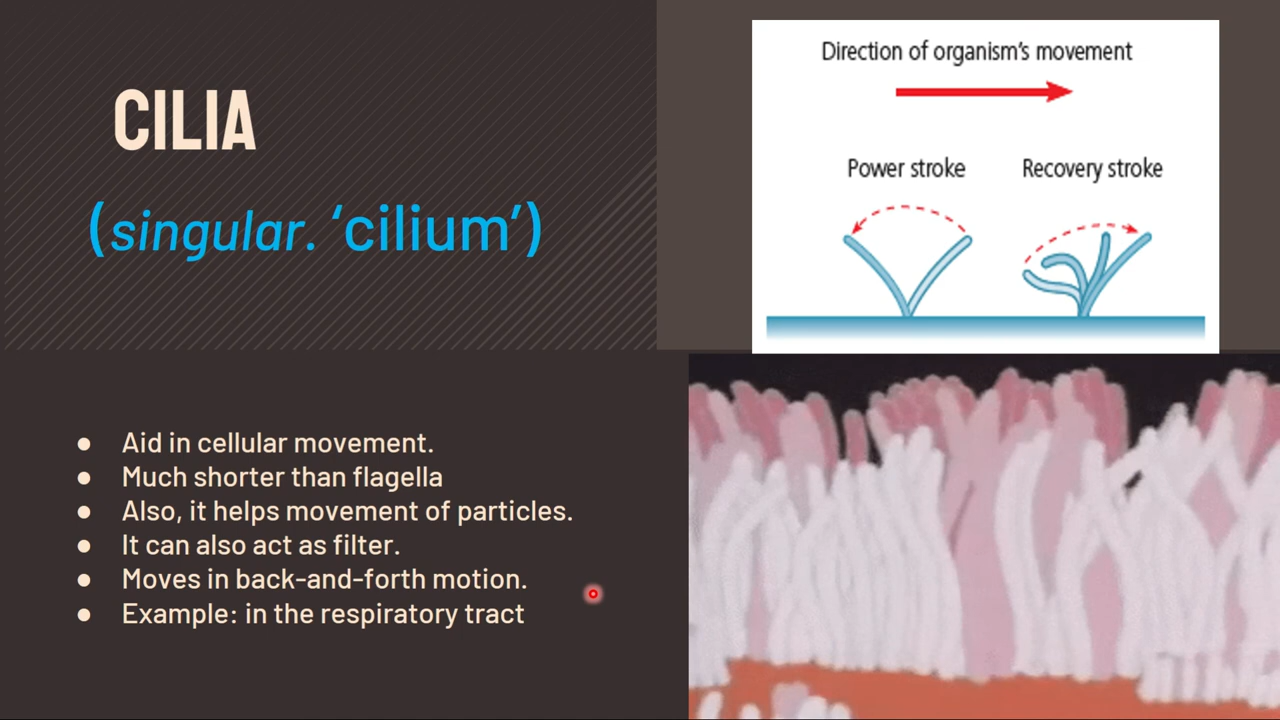 CILIA
(singular. ‘cilium’)
● Aid in cellular movement.
● Much shorter than flagella
● Also, it helps movement of particles.
● It can also act as filter.
● Moves in back-and-forth motion.
● Example: in the respiratory tract
Direction of organism's movement
Power stroke
Recovery stroke